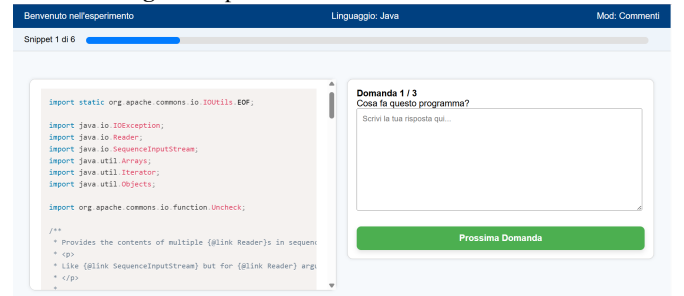 Benvenuto nell'esperimento Linguaggio: Java Mod: Commenti
Snippet 1 di 6
import static org.apache.commons.io.IOUtils.EOF;
import java.io.IOException;
import java.io.Reader;
import java.io.SequenceInputStream;
import java.util.Arrays;
import java.util.Iterator;
import java.util.Objects;
import org.apache.commons.io.function.Uncheck;
/**
* Provides the contents of multiple {@link Reader}s in sequenc
* <p>
* Like {@link SequenceInputStream} but for {@link Reader} argu
* </p>
*
Domanda 1 / 3
Cosa fa questo programma?
Scrivi la tua risposta qui...
Prossima Domanda